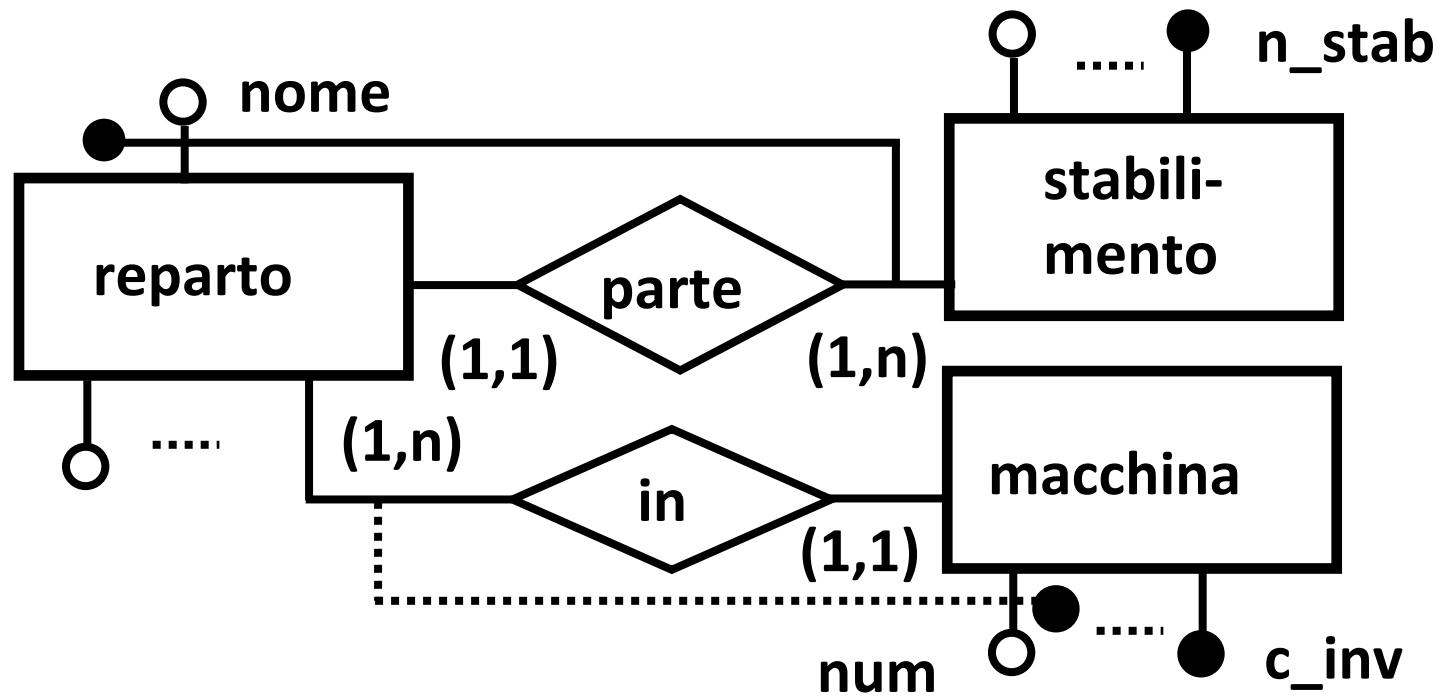 n_stab
nome
stabili-
mento
reparto
parte
(1,1)
(1,n)
(1,n)
macchina
in
(1,1)
num
c_inv